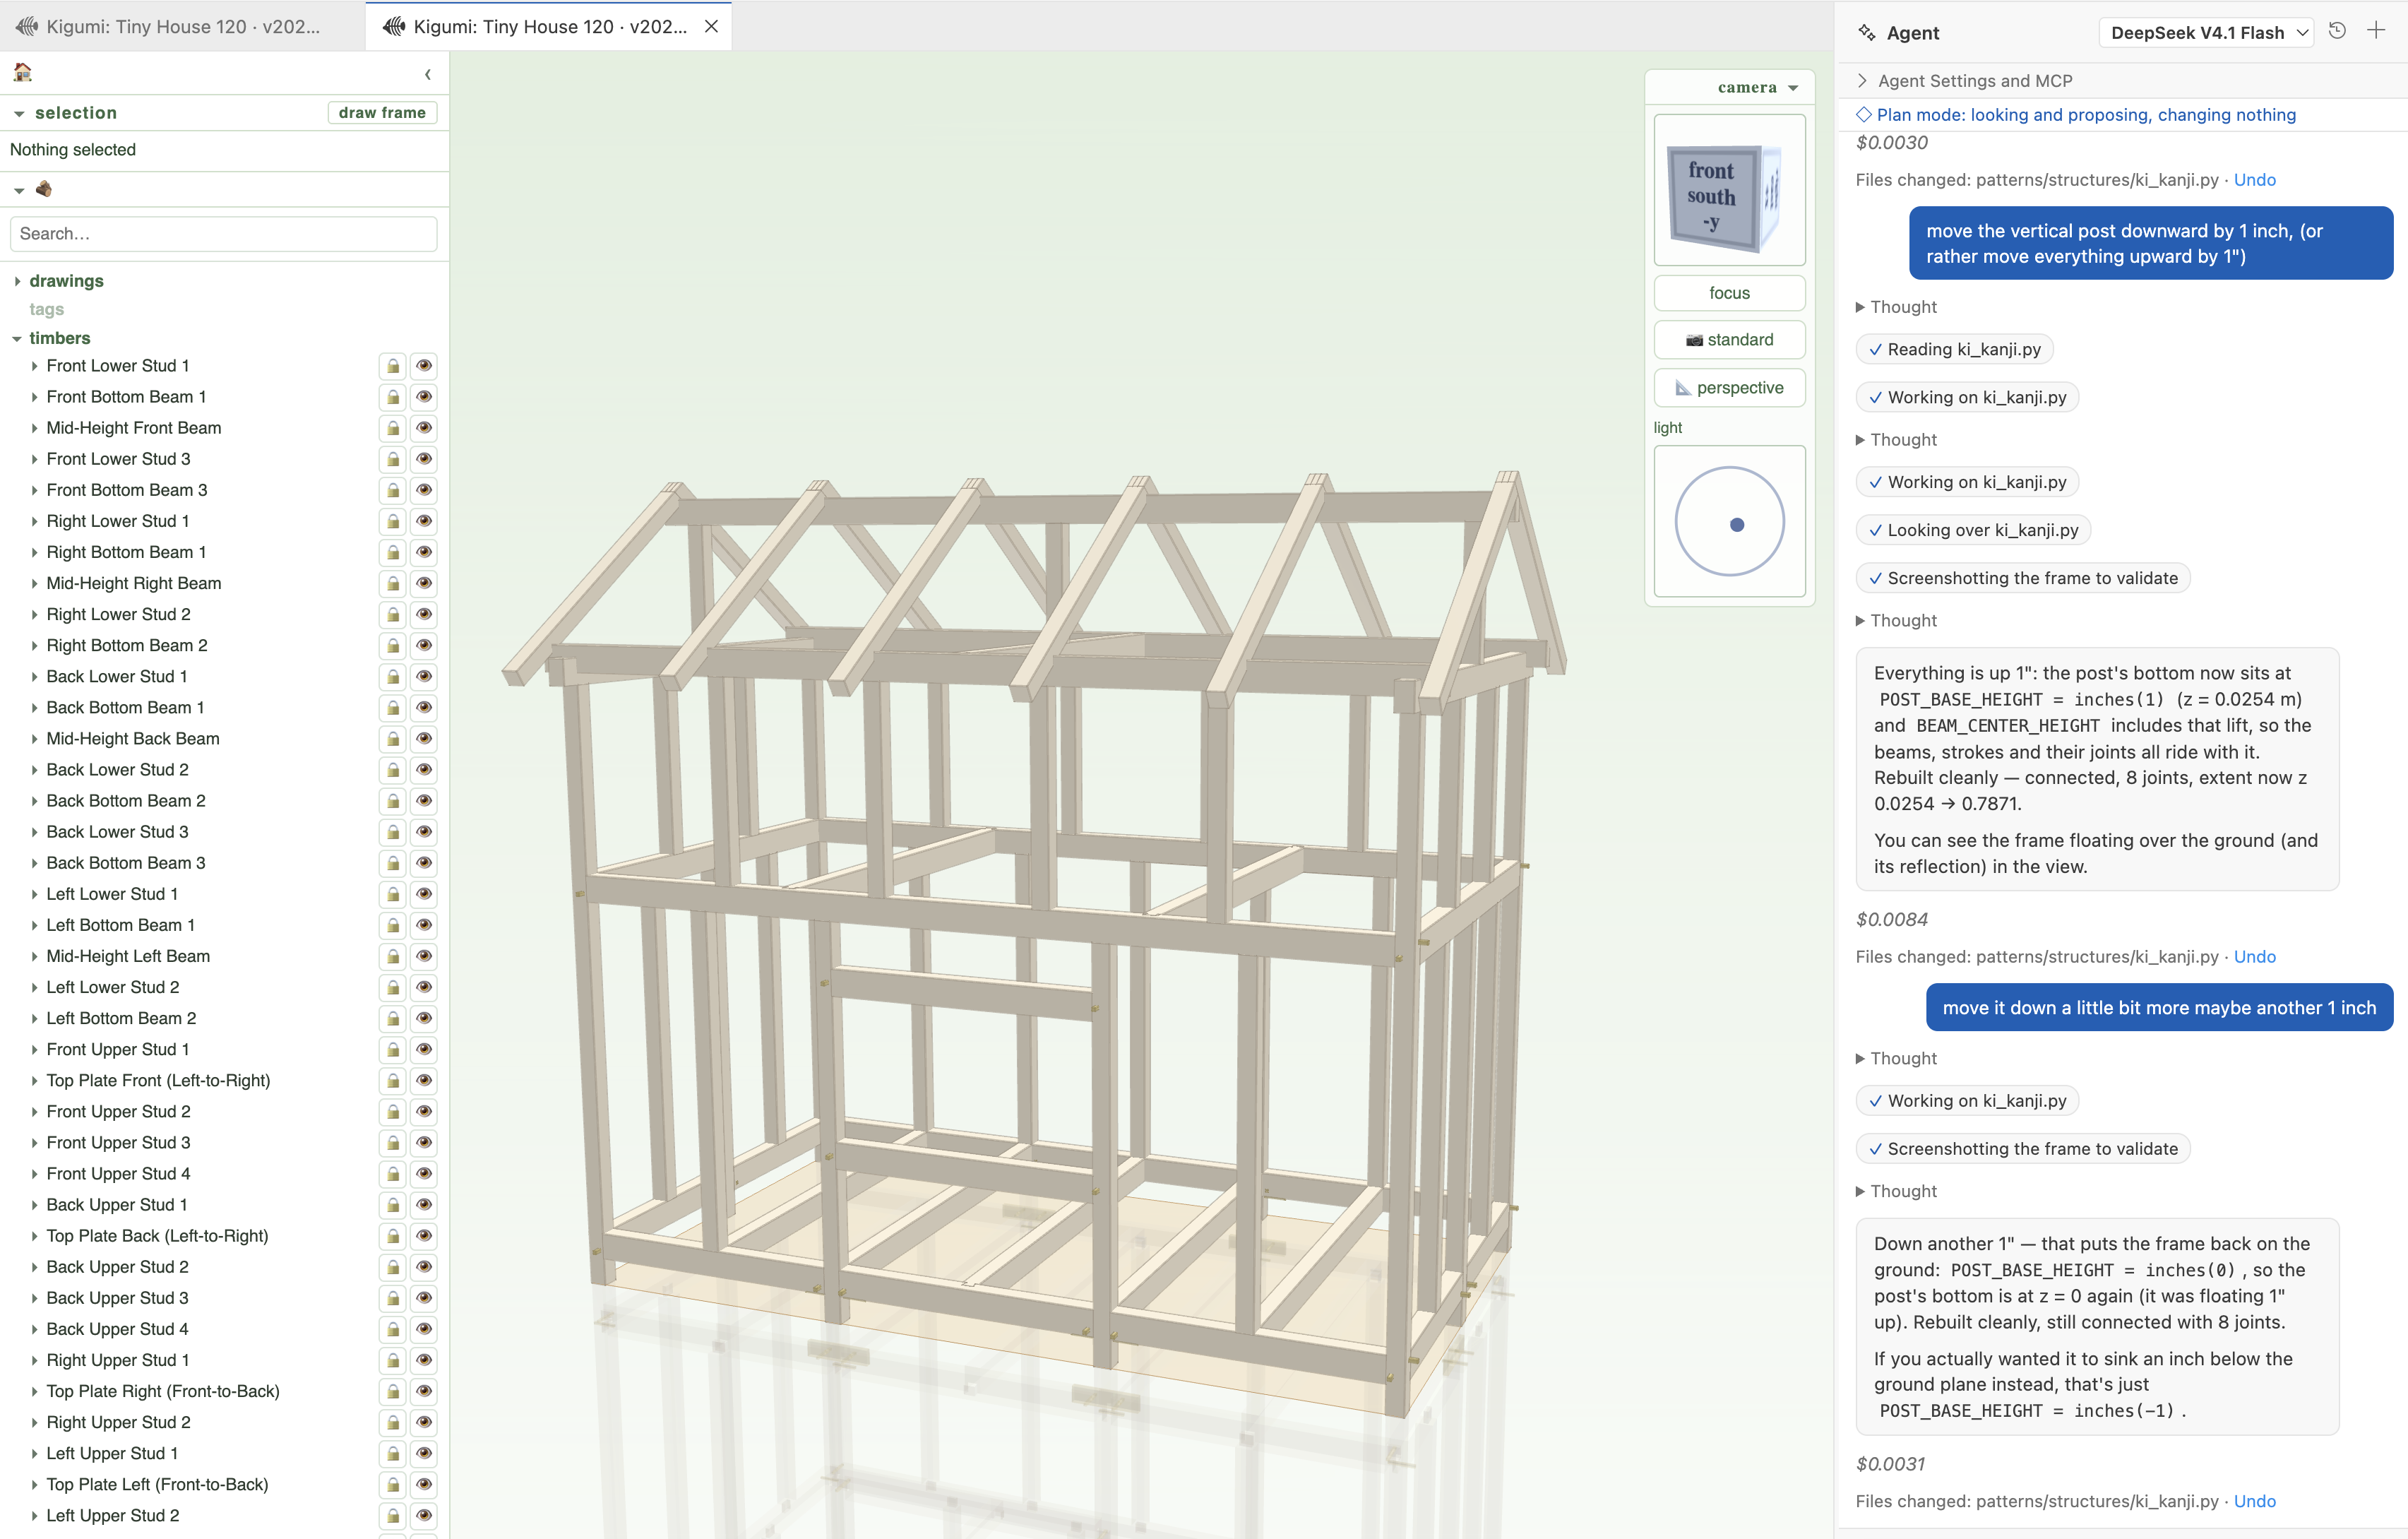 Kigumi: Tiny House 120 · v202...
Kigumi: Tiny House 120 · v202...
selection
draw frame
Nothing selected
Search...
drawings
tags
timbers
Front Lower Stud 1
Front Bottom Beam 1
Mid-Height Front Beam
Front Lower Stud 3
Front Bottom Beam 3
Right Lower Stud 1
Right Bottom Beam 1
Mid-Height Right Beam
Right Lower Stud 2
Right Bottom Beam 2
Back Lower Stud 1
Back Bottom Beam 1
Mid-Height Back Beam
Back Lower Stud 2
Back Bottom Beam 2
Back Lower Stud 3
Back Bottom Beam 3
Left Lower Stud 1
Left Bottom Beam 1
Mid-Height Left Beam
Left Lower Stud 2
Left Bottom Beam 2
Front Upper Stud 1
Top Plate Front (Left-to-Right)
Front Upper Stud 2
Front Upper Stud 3
Front Upper Stud 4
Back Upper Stud 1
Top Plate Back (Left-to-Right)
Back Upper Stud 2
Back Upper Stud 3
Back Upper Stud 4
Right Upper Stud 1
Top Plate Right (Front-to-Back)
Right Upper Stud 2
Left Upper Stud 1
Top Plate Left (Front-to-Back)
Left Upper Stud 2
camera
front
south
-y
focus
standard
perspective
light
Agent
DeepSeek V4.1 Flash
Agent Settings and MCP
Plan mode: looking and proposing, changing nothing
$0.0030
Files changed: patterns/structures/ki_kanji.py · Undo
move the vertical post downward by 1 inch, (or
rather move everything upward by 1")
Thought
Reading ki_kanji.py
Working on ki_kanji.py
Thought
Working on ki_kanji.py
Looking over ki_kanji.py
Screenshotting the frame to validate
Thought
Everything is up 1": the post's bottom now sits at
POST_BASE_HEIGHT = inches(1) (z = 0.0254 m)
and BEAM_CENTER_HEIGHT includes that lift, so the
beams, strokes and their joints all ride with it.
Rebuilt cleanly — connected, 8 joints, extent now z
0.0254 → 0.7871.
You can see the frame floating over the ground (and
its reflection) in the view.
$0.0084
Files changed: patterns/structures/ki_kanji.py · Undo
move it down a little bit more maybe another 1 inch
Thought
Working on ki_kanji.py
Screenshotting the frame to validate
Thought
Down another 1" — that puts the frame back on the
ground: POST_BASE_HEIGHT = inches(0) , so the
post's bottom is at z = 0 again (it was floating 1"
up). Rebuilt cleanly, still connected with 8 joints.
If you actually wanted it to sink an inch below the
ground plane instead, that's just
POST_BASE_HEIGHT = inches(−1) .
$0.0031
Files changed: patterns/structures/ki_kanji.py · Undo